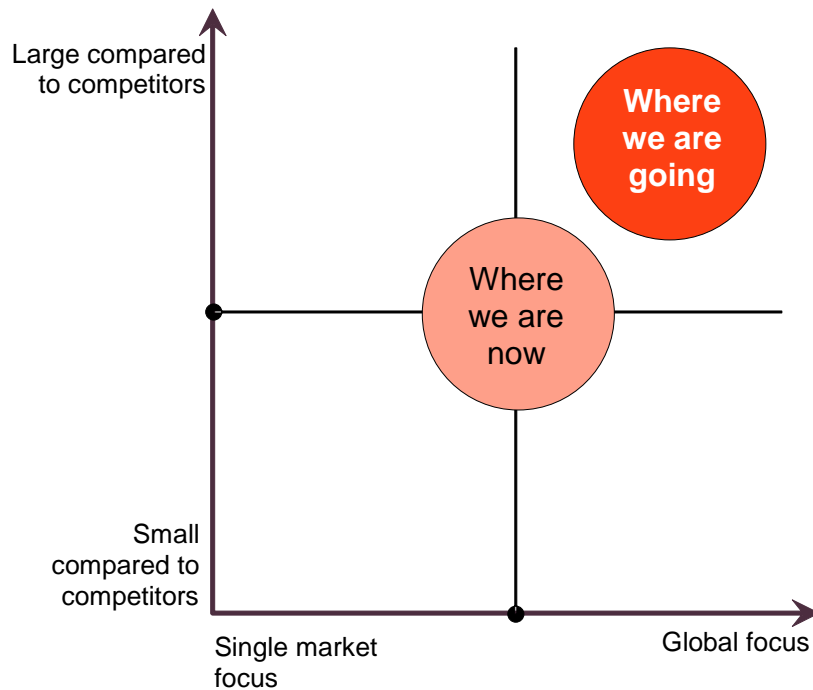 Large compared
to competitors
Where
we are
going
Where
we are
now
Small
compared to
competitors
Single market
focus
Global focus